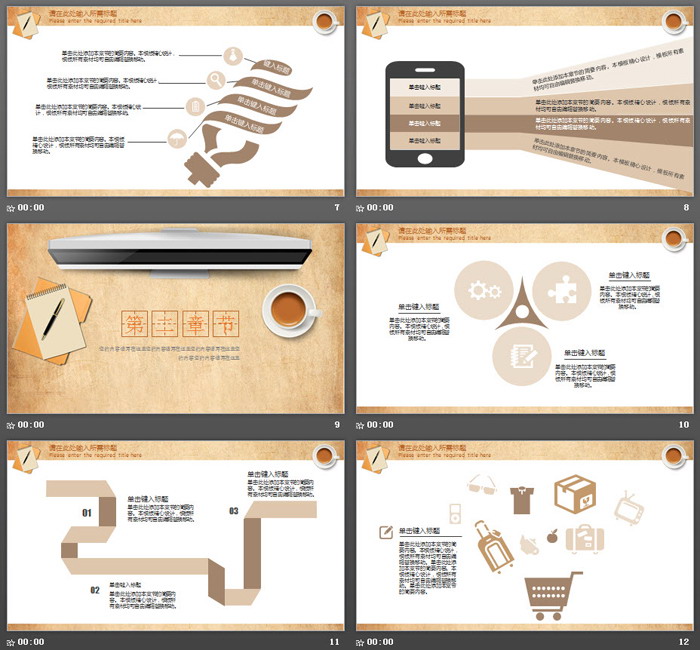 请在此处输入所需标题
Please enter the required title here
单击此处添加本章节的简要内容。本模板精心设计,
模板所有素材均可自由编辑替换移动。
键入标题
单击此处添加本章节的简要内容。本模板精心设计,
模板所有素材均可自由编辑替换移动。
单击键入标题
单击此处添加本章节的简要内容。本模板精心设
计,模板所有素材均可自由编辑替换移动。
单击键入标题
单击此处添加本章节的简要内容。本模板
精心设计,模板所有素材均可自由编辑替
换移动。
单击键入标题
00:00
7
请在此处输入所需标题
Please enter the required title here
单击键入标题
单击键入标题
单击键入标题
单击键入标题
单击此处添加本章节的简要内容。本模板精心设计,模板所有素
材均可自由编辑替换移动。
单击此处添加本章节的简要内容。本模板精心设计,模板所有素
材均可自由编辑替换移动。
单击此处添加本章节的简要内容。本模板精心设计,模板所有素
材均可自由编辑替换移动。
单击此处添加本章节的简要内容。本模板精心设计,模板所有素
材均可自由编辑替换移动。
00:00
8
第二章节
00:00
9
请在此处输入所需标题
Please enter the required title here
单击键入标题
单击此处添加本章节的简要
内容。本模板精心设计,模
板所有素材均可自由编辑替
换移动。
单击键入标题
单击此处添加本章节的简要
内容。本模板精心设计,模
板所有素材均可自由编辑替
换移动。
单击键入标题
单击此处添加本章节的简要
内容。本模板精心设计,模
板所有素材均可自由编辑替
换移动。
00:00
10
请在此处输入所需标题
Please enter the required title here
01
单击键入标题
单击此处添加本章节的简要内
容。本模板精心设计,模板所
有素材均可自由编辑替换移动。
02
单击键入标题
单击此处添加本章节的简要内
容。本模板精心设计,模板所
有素材均可自由编辑替换移动。
03
单击键入标题
单击此处添加本章节的简要内
容。本模板精心设计,模板所
有素材均可自由编辑替换移动。
00:00
11
请在此处输入所需标题
Please enter the required title here
单击键入标题
单击此处添加本章节的简要内容。
本模板精心设计,模板所有素材
均可自由编辑替换移动。单击此
处添加本章节的简要内容。本模
板精心设计,模板所有素材均可
自由编辑替换移动。单击此处添
加本章节的简要内容。本模板精
心设计,模板所有素材均可自由
编辑替换移动。单击此处添加本章节
的简要内容。
00:00
12